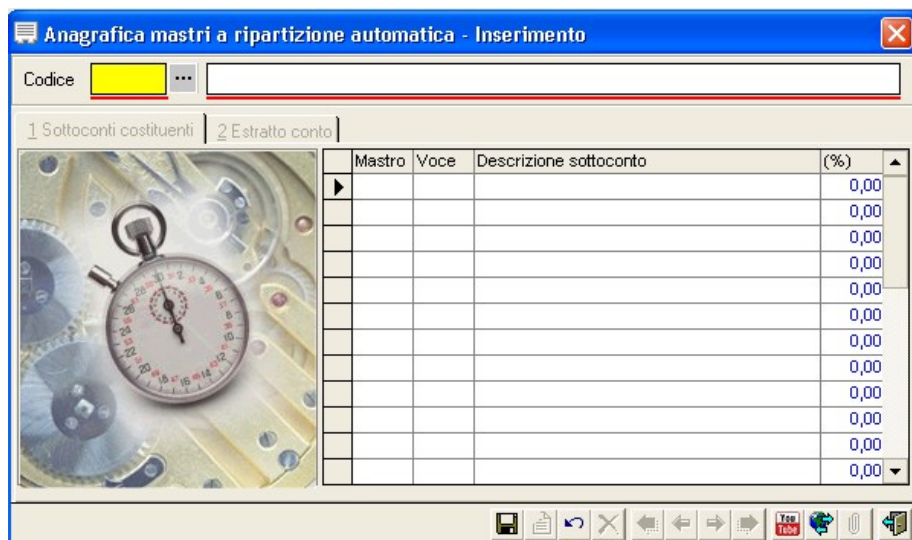 Anagrafica mastri a ripartizione automatica - Inserimento
Codice ...
1 Sottoconti costituenti 2 Estratto conto
Mastro Voce Descrizione sottoconto (%)
0,00
0,00
0,00
0,00
0,00
0,00
0,00
0,00
0,00
0,00
0,00
0,00
You Tube